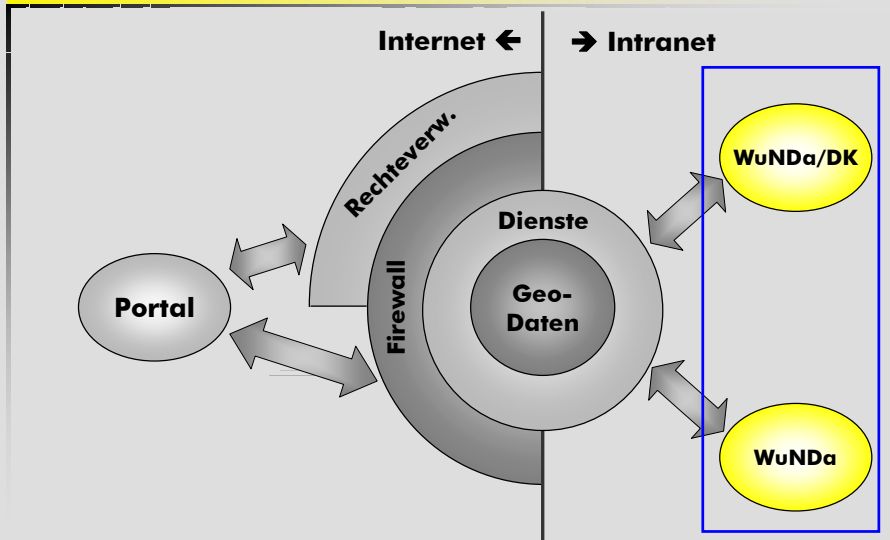 Internet ← → Intranet
Rechteverw.
WuNDa/DK
Dienste
Firewall
Geo-
Daten
Portal
WuNDa